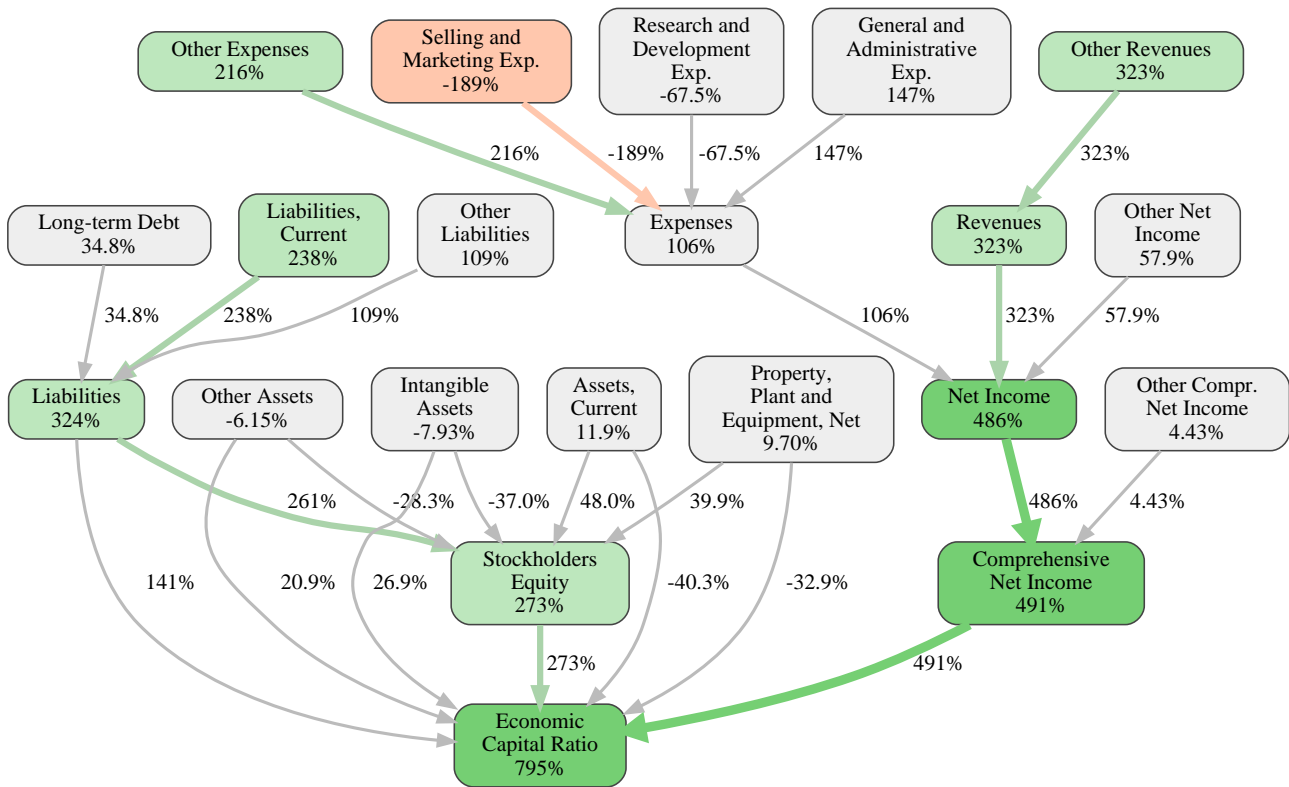 Other Expenses
216%
Selling and
Marketing Exp.
-189%
Research and
Development
Exp.
-67.5%
General and
Administrative
Exp.
147%
Other Revenues
323%
216%
-189%
-67.5%
147%
323%
Long-term Debt
34.8%
Liabilities,
Current
238%
Other
Liabilities
109%
Expenses
106%
Revenues
323%
Other Net
Income
57.9%
34.8%
238%
109%
106%
323%
57.9%
Liabilities
324%
Other Assets
-6.15%
Intangible
Assets
-7.93%
Assets,
Current
11.9%
Property,
Plant and
Equipment, Net
9.70%
Net Income
486%
Other Compr.
Net Income
4.43%
261%
-28.3%
-37.0%
48.0%
39.9%
486%
4.43%
Stockholders
Equity
273%
Comprehensive
Net Income
491%
141%
20.9%
26.9%
-40.3%
-32.9%
273%
491%
Economic
Capital Ratio
795%